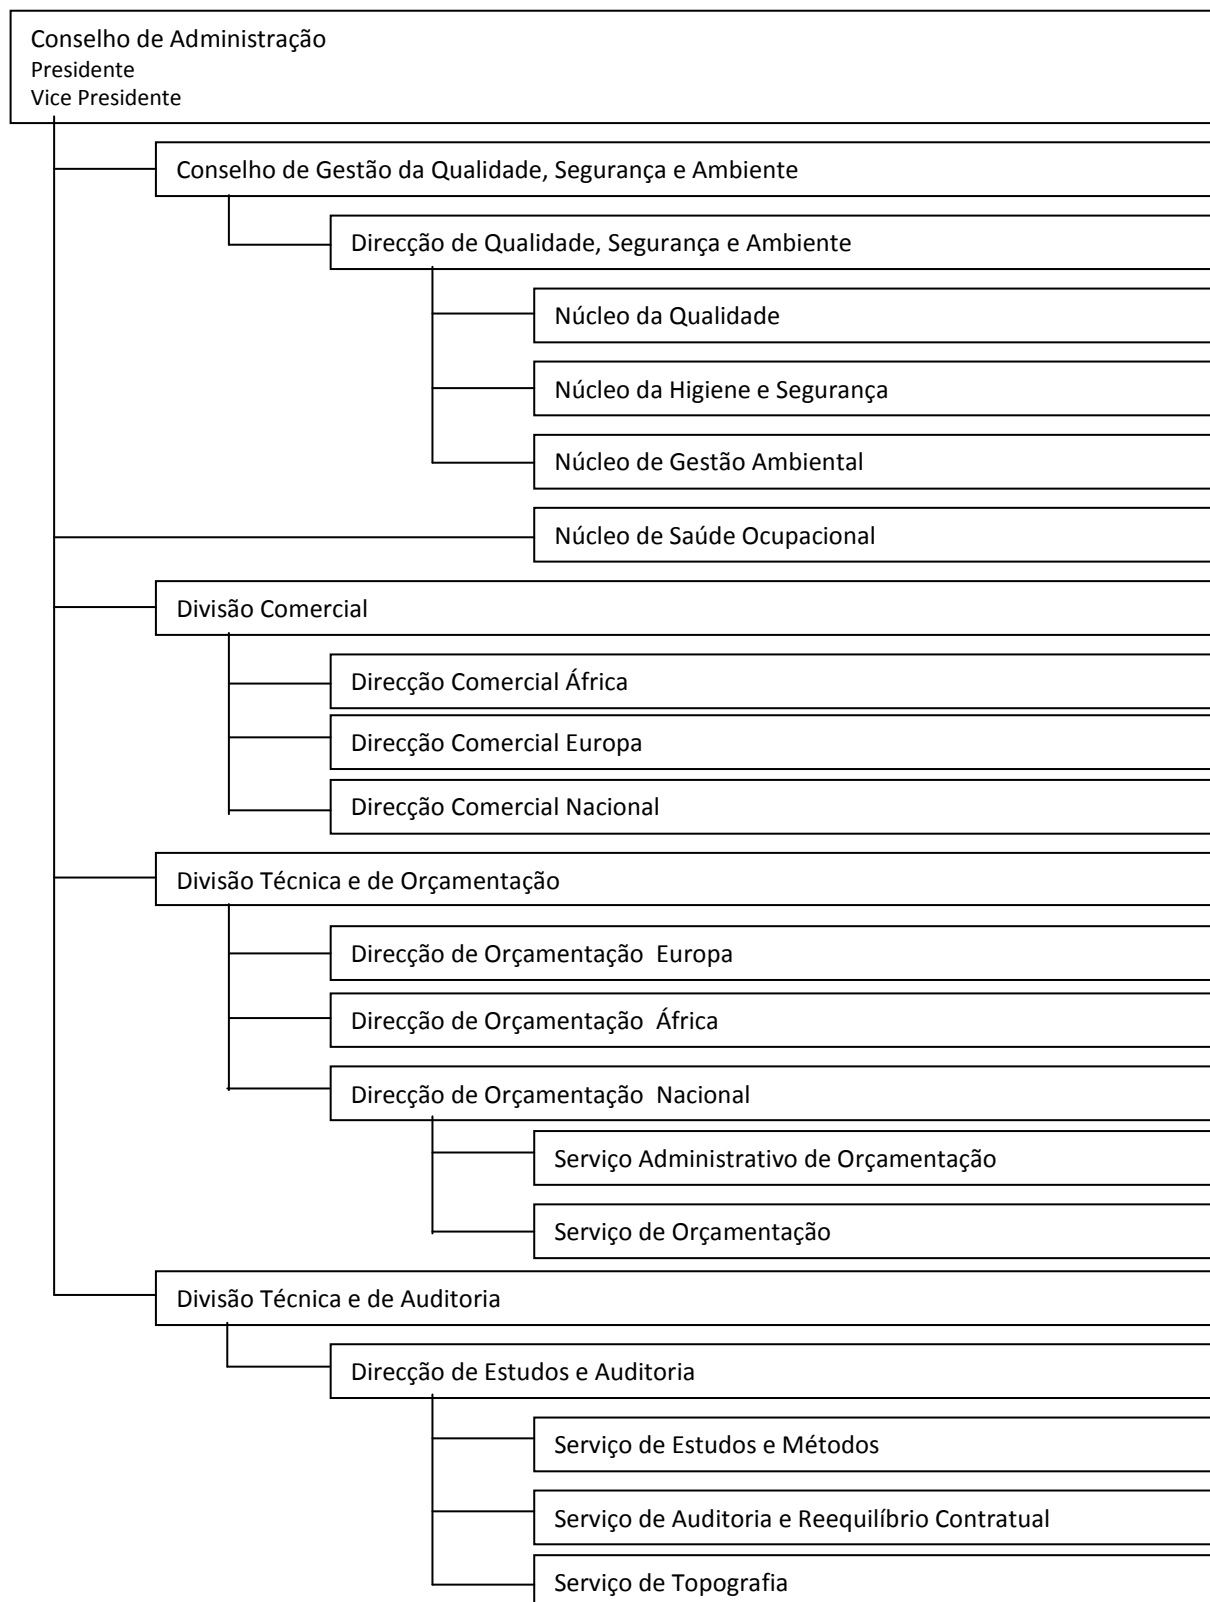 Conselho de Administração
Presidente
Vice Presidente
Conselho de Gestão da Qualidade, Segurança e Ambiente
Direcção de Qualidade, Segurança e Ambiente
Núcleo da Qualidade
Núcleo da Higiene e Segurança
Núcleo de Gestão Ambiental
Núcleo de Saúde Ocupacional
Divisão Comercial
Direcção Comercial África
Direcção Comercial Europa
Direcção Comercial Nacional
Divisão Técnica e de Orçamentação
Direcção de Orçamentação  Europa
Direcção de Orçamentação  África
Direcção de Orçamentação  Nacional
Serviço Administrativo de Orçamentação
Serviço de Orçamentação
Divisão Técnica e de Auditoria
Direcção de Estudos e Auditoria
Serviço de Estudos e Métodos
Serviço de Auditoria e Reequilíbrio Contratual
Serviço de Topografia